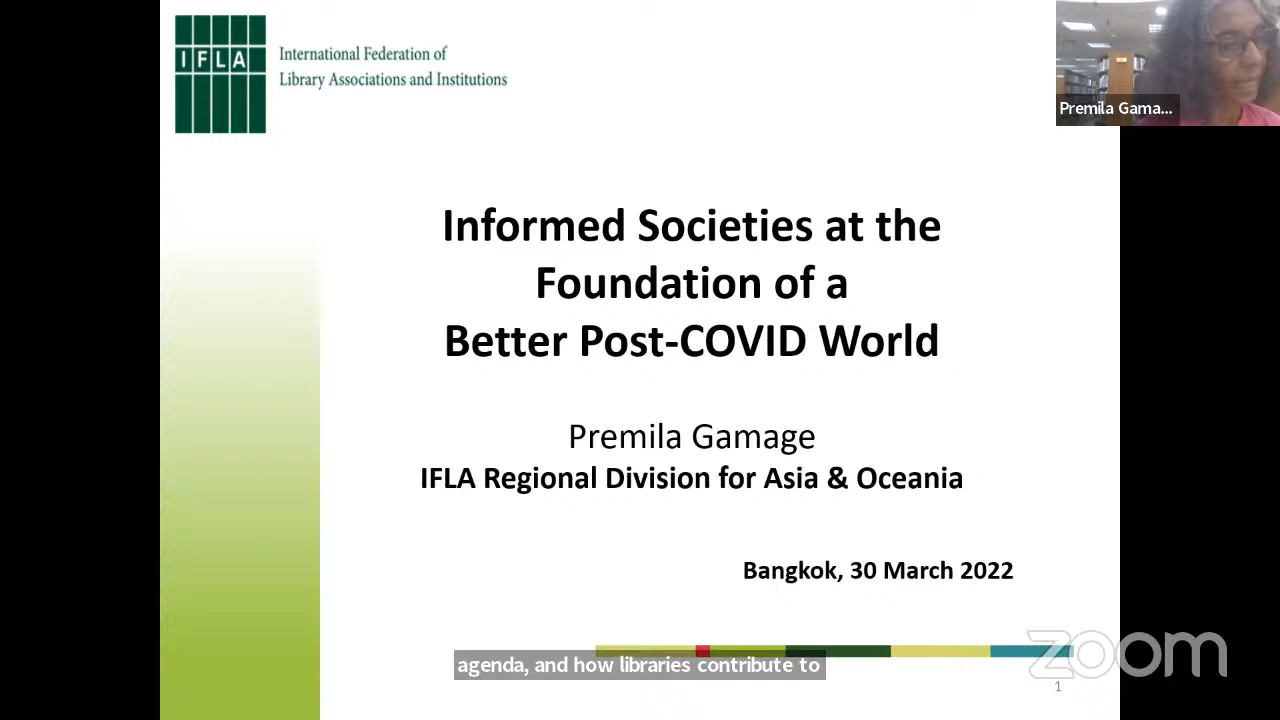 IFLA
International Federation of
Library Associations and Institutions
Premila Gama...
Informed Societies at the
Foundation of a
Better Post-COVID World
Premila Gamage
IFLA Regional Division for Asia & Oceania
Bangkok, 30 March 2022
agenda, and how libraries contribute to
zoom
1